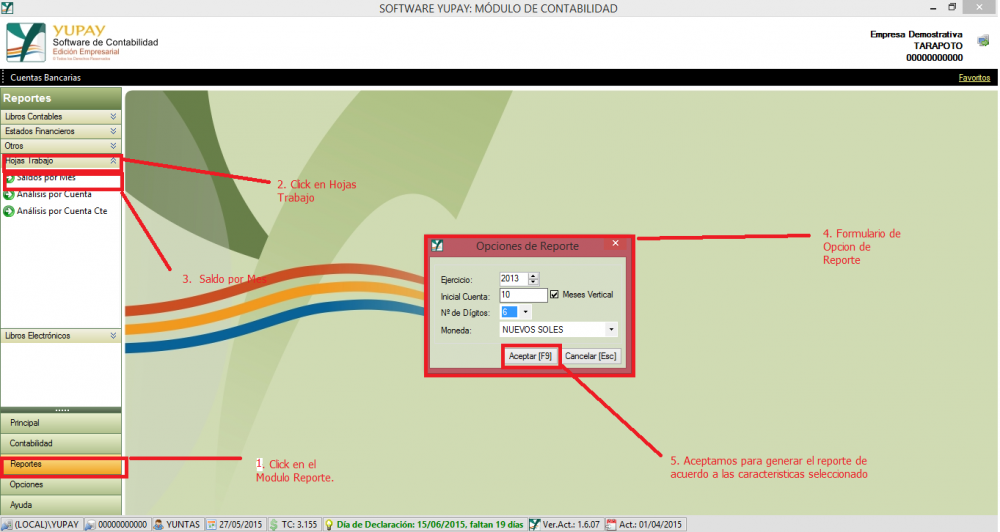 SOFTWARE YUPAY: MÓDULO DE CONTABILIDAD
YUPAY
Software de Contabilidad
Edición Empresarial
© Todos los Derechos Reservados
Empresa Demostrativa
TARAPOTO
00000000000
Cuentas Bancarias
Favoritos
Reportes
Libros Contables
Estados Financieros
Otros
Hojas Trabajo
Saldos por Mes
Análisis por Cuenta
Análisis por Cuenta Cte
Libros Electrónicos
Principal
Contabilidad
Reportes
Opciones
Ayuda
2. Click en Hojas
Trabajo
3. Saldo por Mes
1. Click en el
Modulo Reporte.
4. Formulario de
Opcion de
Reporte
Opciones de Reporte
Ejercicio: 2013
Inicial Cuenta: 10 Meses Vertical
Nº de Dígitos: 6
Moneda: NUEVOS SOLES
Aceptar [F9] Cancelar [Esc]
5. Aceptamos para generar el reporte de
acuerdo a las caracteristicas seleccionado
(LOCAL)\YUPAY 00000000000 YUNTAS 27/05/2015 TC: 3.155 Día de Declaración: 15/06/2015, faltan 19 días Ver.Act.: 1.6.07 Act.: 01/04/2015